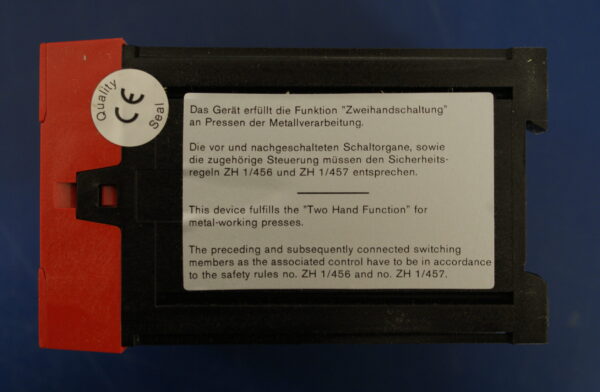 Quality
CE
Seal
Das Gerät erfüllt die Funktion "Zweihandschaltung"
an Pressen der Metallverarbeitung.
Die vor und nachgeschalteten Schaltorgane, sowie
die zugehörige Steuerung müssen den Sicherheits-
regeln ZH 1/456 und ZH 1/457 entsprechen.
This device fulfills the "Two Hand Function" for
metal-working presses.
The preceding and subsequently connected switching
members as the associated control have to be in accordance
to the safety rules no. ZH 1/456 and no. ZH 1/457.